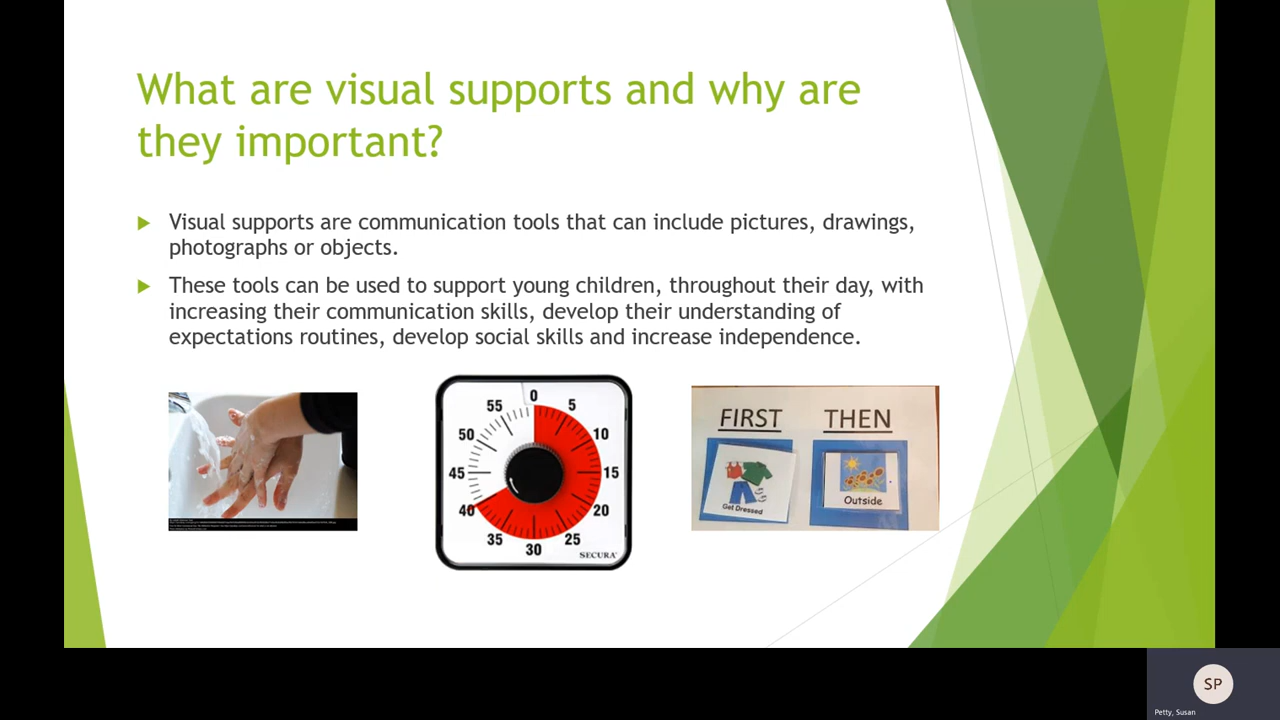 What are visual supports and why are
they important?
Visual supports are communication tools that can include pictures, drawings,
photographs or objects.
These tools can be used to support young children, throughout their day, with
increasing their communication skills, develop their understanding of
expectations routines, develop social skills and increase independence.
0
5
10
15
20
25
30
35
40
45
50
55
SECURA
FIRST THEN
Get Dressed
Outside
SP
Petty, Susan